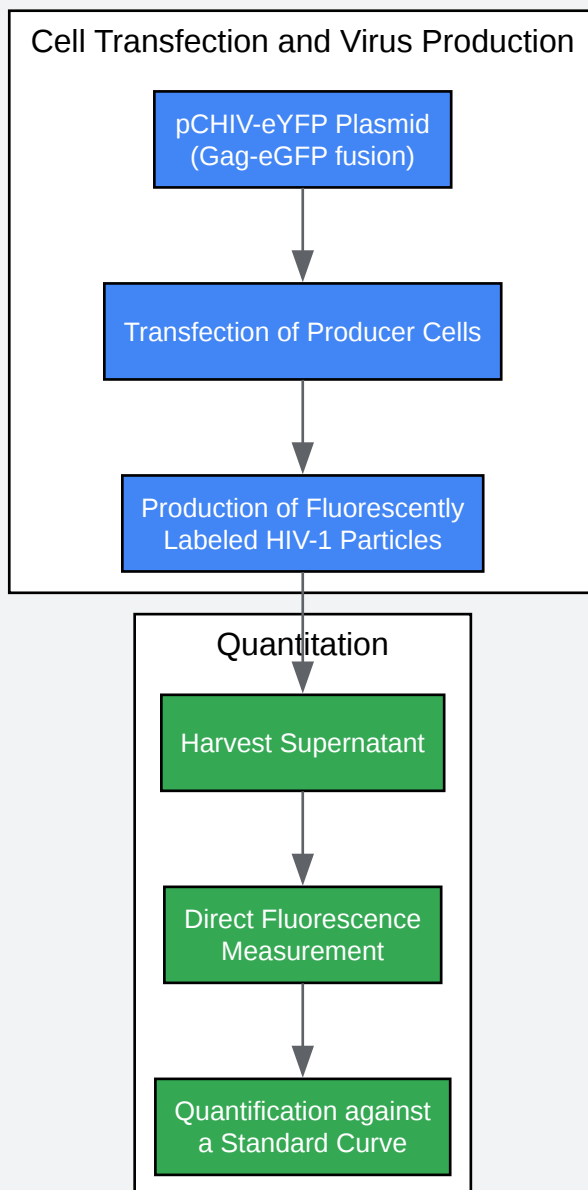 Cell Transfection and Virus Production
pCHIV-eYFP Plasmid
(Gag-eGFP fusion)
Transfection of Producer Cells
Production of Fluorescently
Labeled HIV-1 Particles
Quantitation
Harvest Supernatant
Direct Fluorescence
Measurement
Quantification against
a Standard Curve